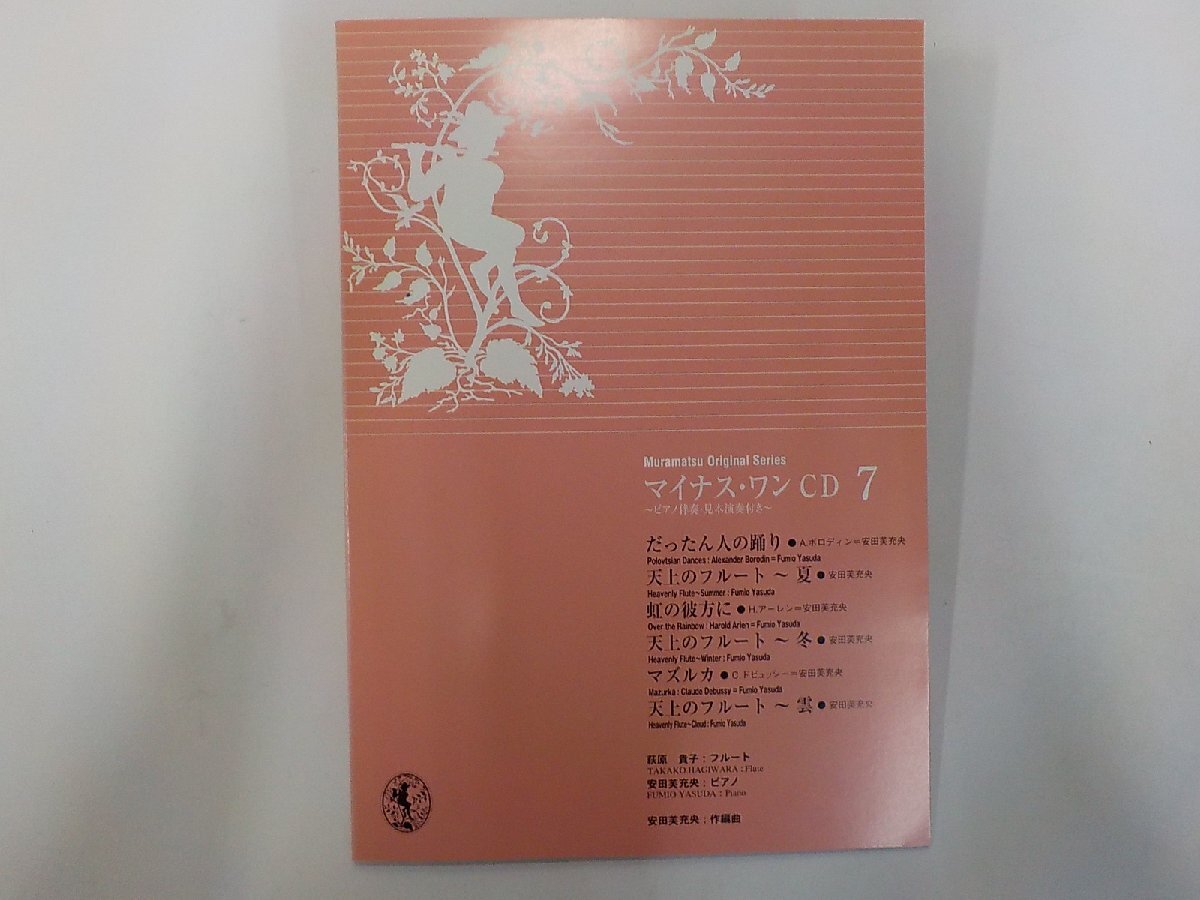 Muramatsu Original Series
マイナス・ワン CD 7
～ピアノ伴奏・見本演奏付き～
だったん人の踊り ● A.ボロディン＝安田芙充央
Polovtsian Dances : Alexander Borodin = Fumio Yasuda
天上のフルート ～ 夏 ● 安田芙充央
Heavenly Flute~Summer : Fumio Yasuda
虹の彼方に ● H.アーレン＝安田芙充央
Over the Rainbow : Harold Arlen = Fumio Yasuda
天上のフルート ～ 冬 ● 安田芙充央
Heavenly Flute~Winter : Fumio Yasuda
マズルカ ● C.ドビュッシー＝安田芙充央
Mazurka : Claude Debussy = Fumio Yasuda
天上のフルート ～ 雲 ● 安田芙充央
Heavenly Flute~Cloud : Fumio Yasuda
萩原 貴子 : フルート
TAKAKO HAGIWARA : Flute
安田芙充央 : ピアノ
FUMIO YASUDA : Piano
安田芙充央 : 作編曲